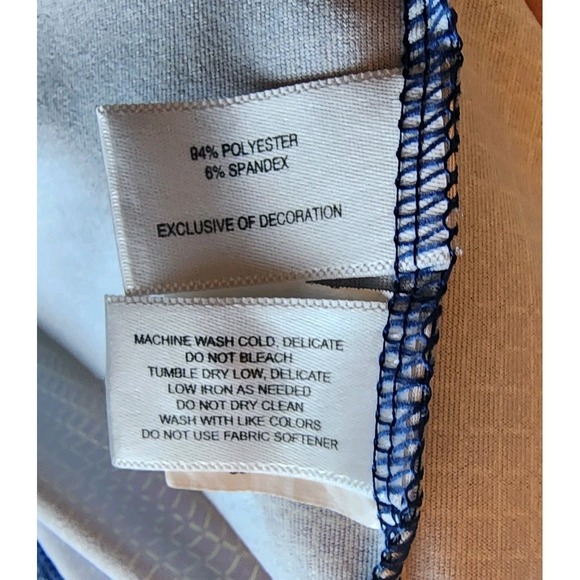 94% POLYESTER
6% SPANDEX
EXCLUSIVE OF DECORATION
MACHINE WASH COLD, DELICATE
DO NOT BLEACH
TUMBLE DRY LOW, DELICATE
LOW IRON AS NEEDED
DO NOT DRY CLEAN
WASH WITH LIKE COLORS
DO NOT USE FABRIC SOFTENER